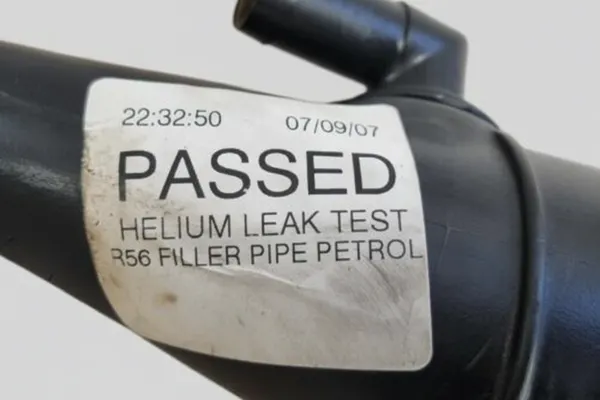 22:32:50 07/09/07
PASSED
HELIUM LEAK TEST
R56 FILLER PIPE PETROL